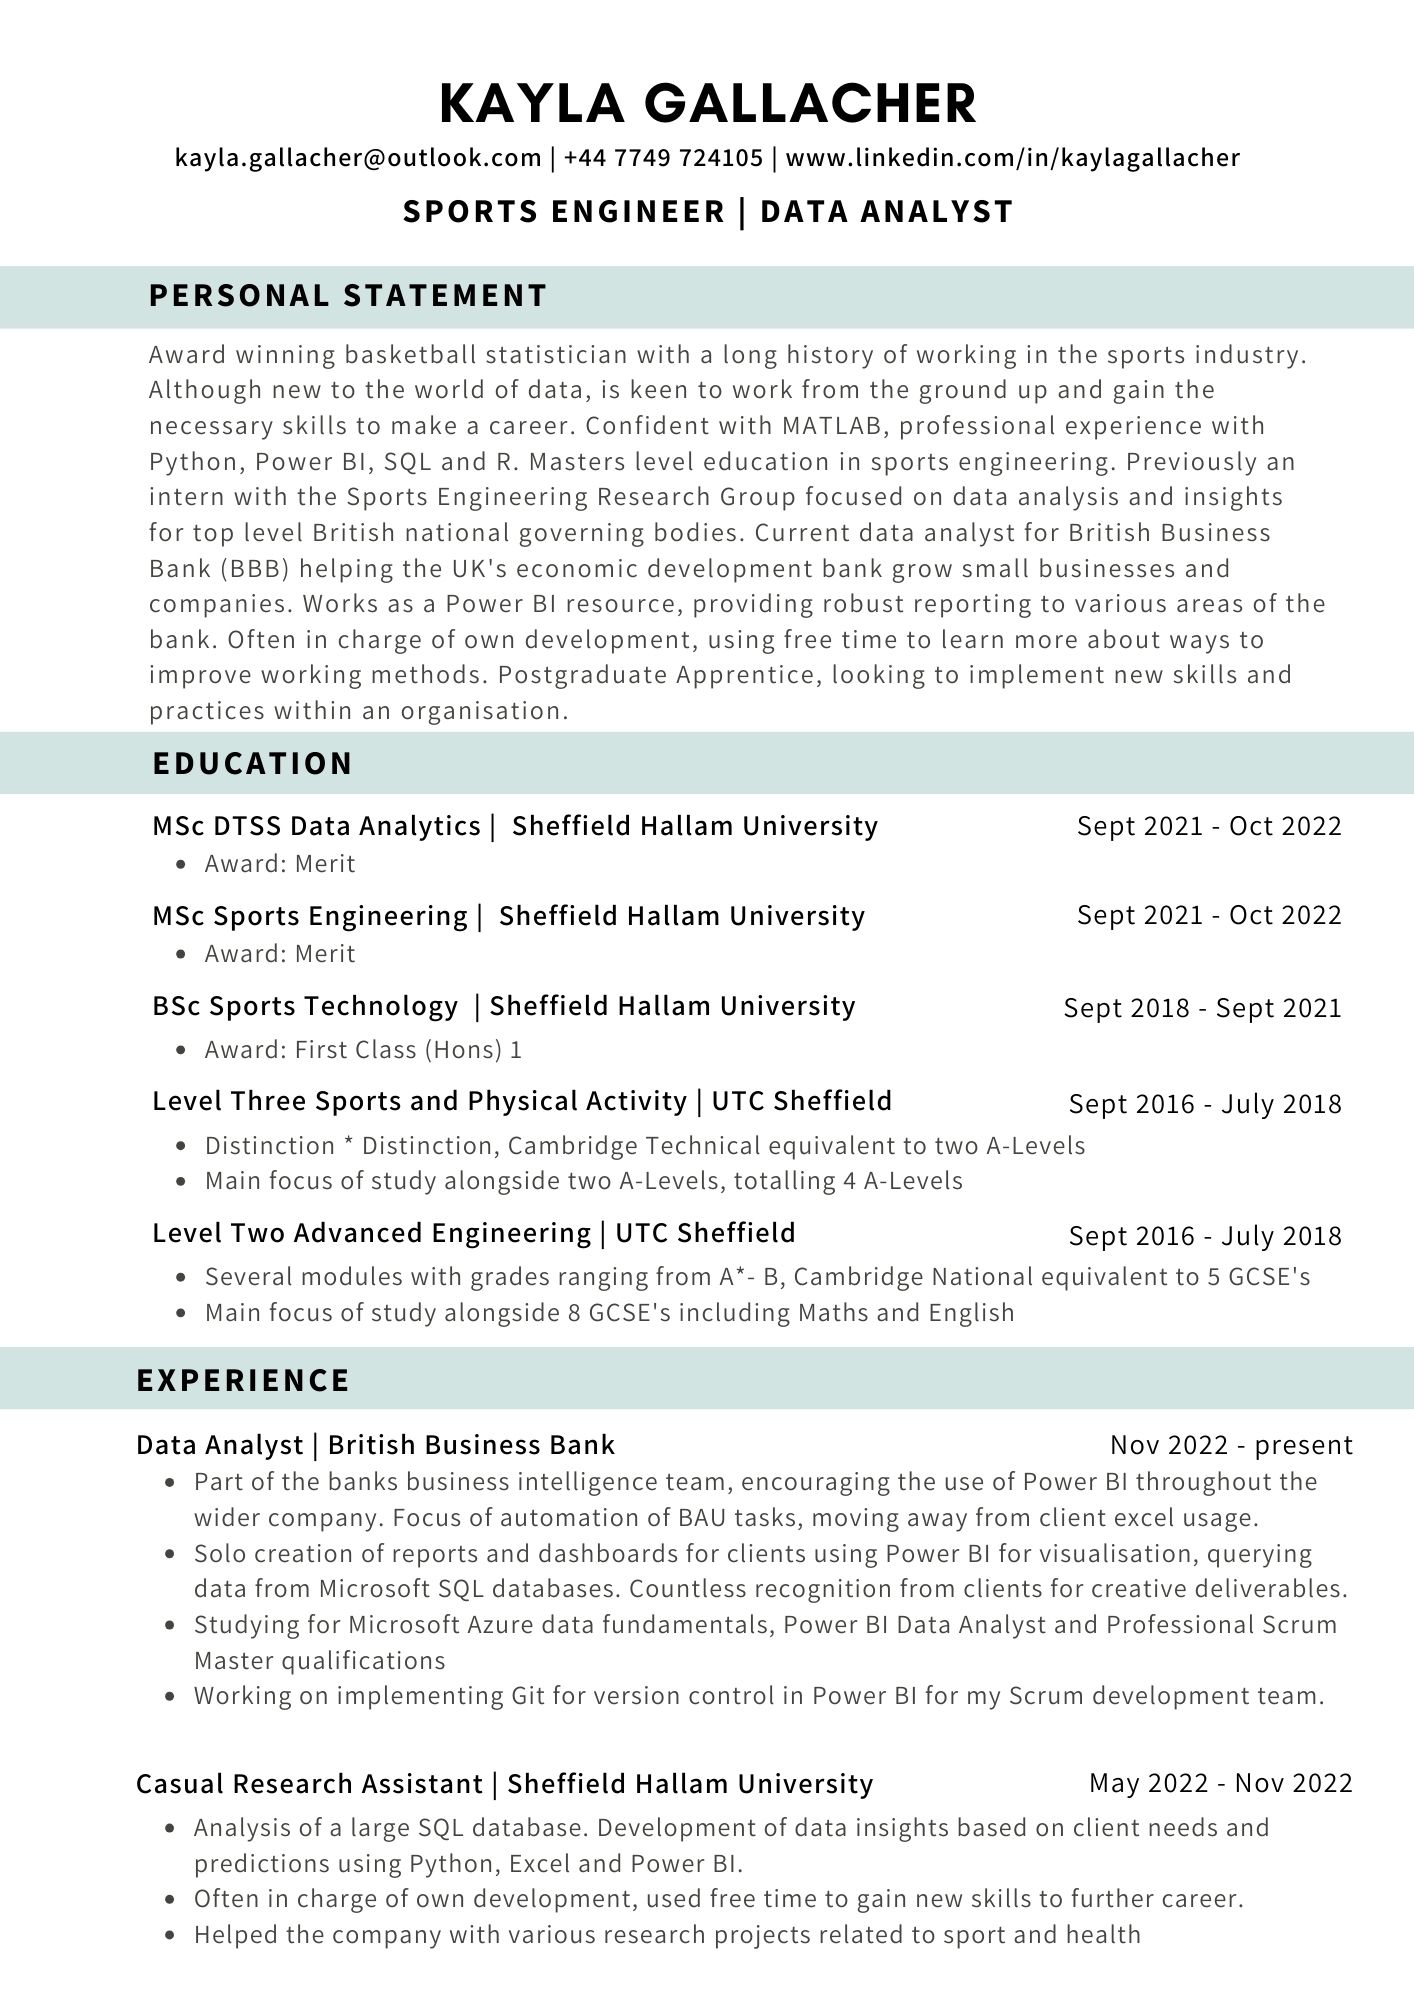 KAYLA GALLACHER
kayla.gallacher@outlook.com | +44 7749 724105 | www.linkedin.com/in/kaylagallacher
SPORTS ENGINEER | DATA ANALYST
PERSONAL STATEMENT
Award winning basketball statistician with a long history of working in the sports industry.
Although new to the world of data, is keen to work from the ground up and gain the
necessary skills to make a career. Confident with MATLAB, professional experience with
Python, Power BI, SQL and R. Masters level education in sports engineering. Previously an
intern with the Sports Engineering Research Group focused on data analysis and insights
for top level British national governing bodies. Current data analyst for British Business
Bank (BBB) helping the UK's economic development bank grow small businesses and
companies. Works as a Power BI resource, providing robust reporting to various areas of the
bank. Often in charge of own development, using free time to learn more about ways to
improve working methods. Postgraduate Apprentice, looking to implement new skills and
practices within an organisation.
EDUCATION
MSc DTSS Data Analytics | Sheffield Hallam University Sept 2021 - Oct 2022
• Award: Merit
MSc Sports Engineering | Sheffield Hallam University Sept 2021 - Oct 2022
• Award: Merit
BSc Sports Technology | Sheffield Hallam University Sept 2018 - Sept 2021
• Award: First Class (Hons) 1
Level Three Sports and Physical Activity | UTC Sheffield Sept 2016 - July 2018
• Distinction * Distinction, Cambridge Technical equivalent to two A-Levels
• Main focus of study alongside two A-Levels, totalling 4 A-Levels
Level Two Advanced Engineering | UTC Sheffield Sept 2016 - July 2018
• Several modules with grades ranging from A*- B, Cambridge National equivalent to 5 GCSE's
• Main focus of study alongside 8 GCSE's including Maths and English
EXPERIENCE
Data Analyst | British Business Bank Nov 2022 - present
• Part of the banks business intelligence team, encouraging the use of Power BI throughout the
wider company. Focus of automation of BAU tasks, moving away from client excel usage.
• Solo creation of reports and dashboards for clients using Power BI for visualisation, querying
data from Microsoft SQL databases. Countless recognition from clients for creative deliverables.
• Studying for Microsoft Azure data fundamentals, Power BI Data Analyst and Professional Scrum
Master qualifications
• Working on implementing Git for version control in Power BI for my Scrum development team.
Casual Research Assistant | Sheffield Hallam University May 2022 - Nov 2022
• Analysis of a large SQL database. Development of data insights based on client needs and
predictions using Python, Excel and Power BI.
• Often in charge of own development, used free time to gain new skills to further career.
• Helped the company with various research projects related to sport and health